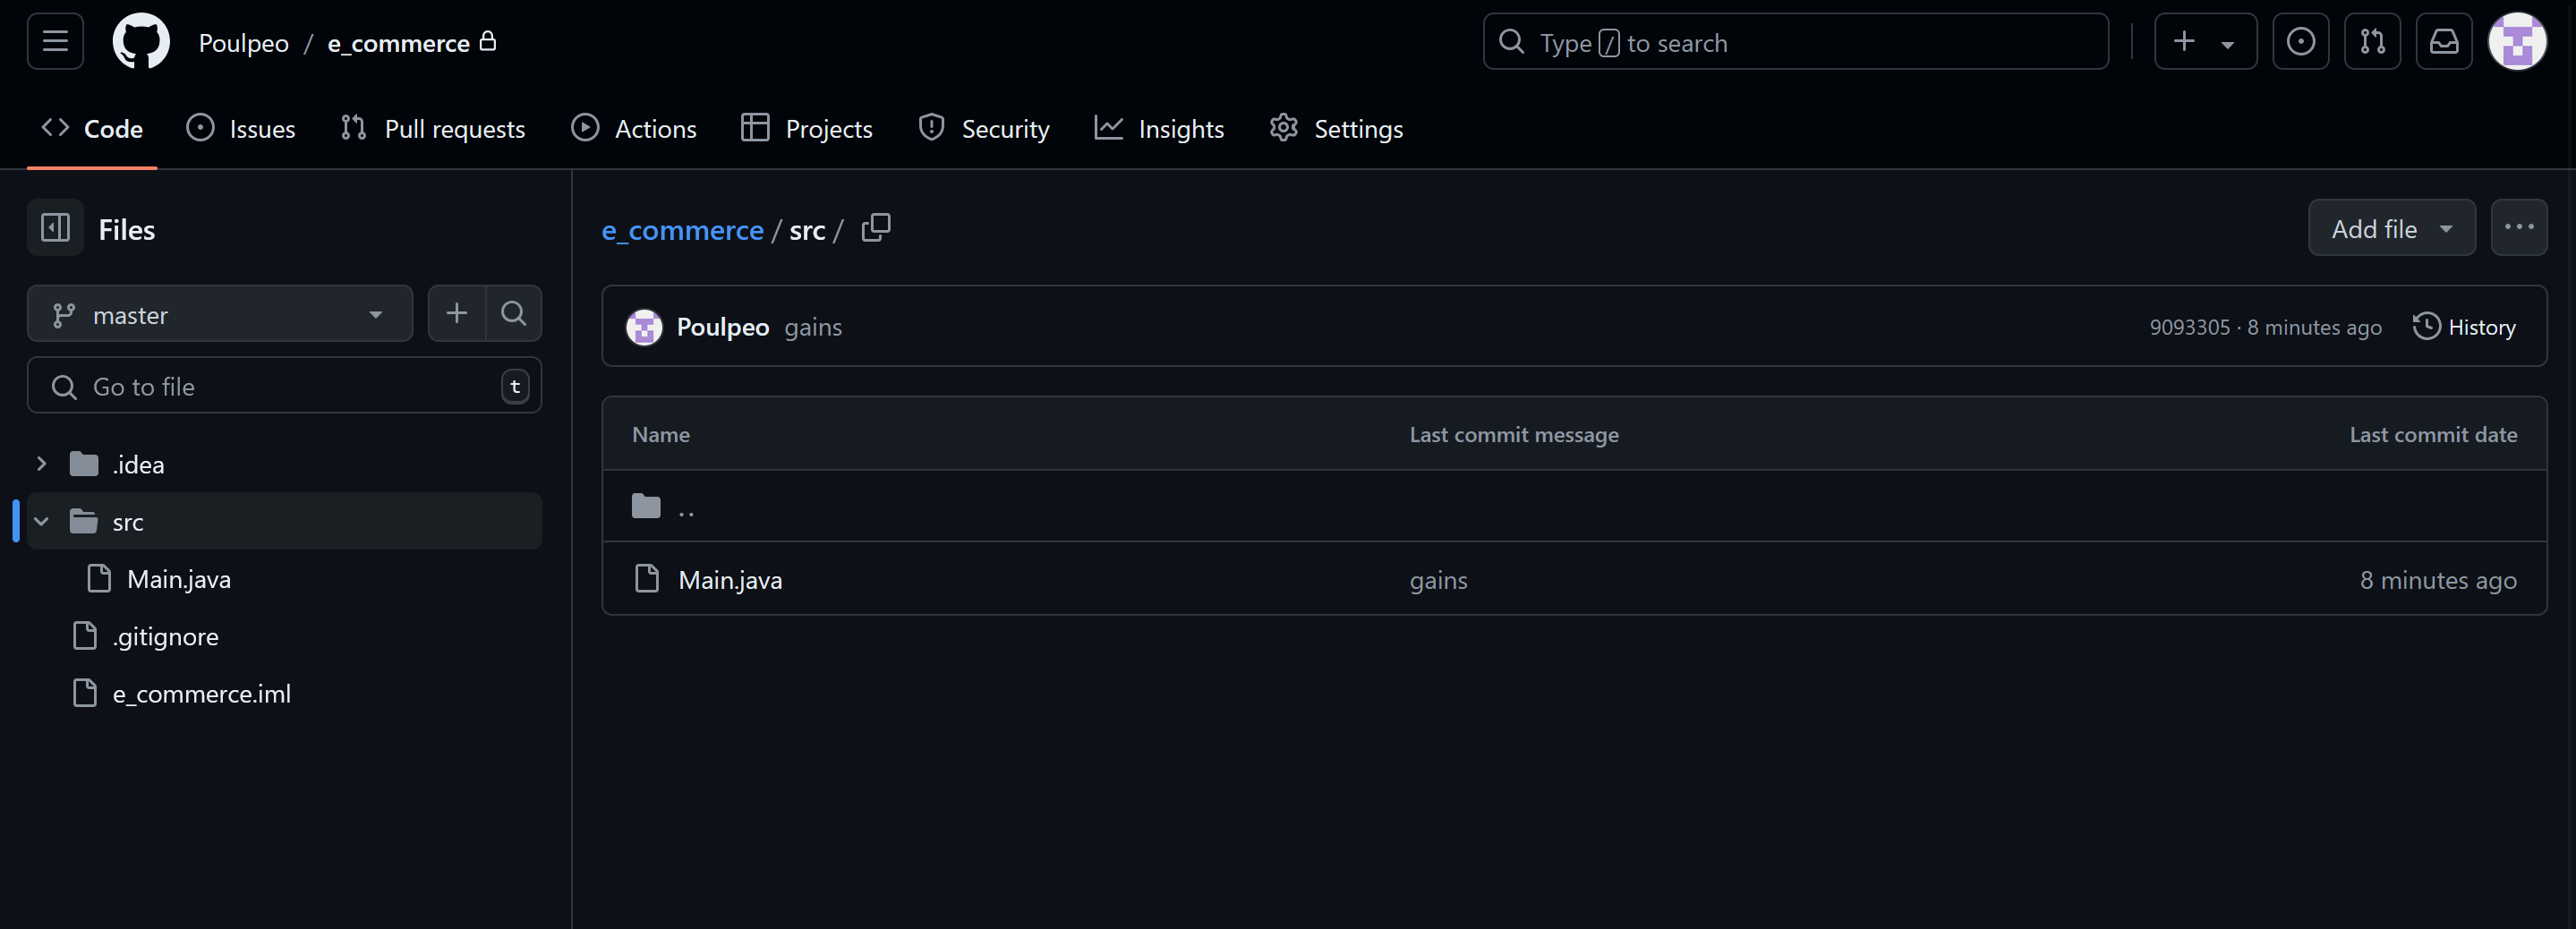 Poulpeo / e_commerce
Type / to search
Code Issues Pull requests Actions Projects Security Insights Settings
Files
master
Go to file t
.idea
src
Main.java
.gitignore
e_commerce.iml
e_commerce / src /
Add file
Poulpeo gains 9093305 · 8 minutes ago History
Name Last commit message Last commit date
..
Main.java gains 8 minutes ago